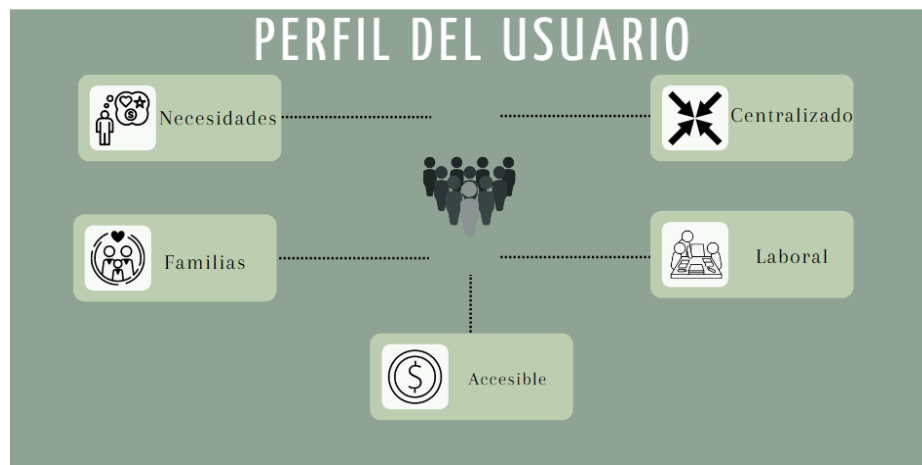 PERFIL DEL USUARIO
Necesidades
Centralizado
Familias
Laboral
$
Accesible